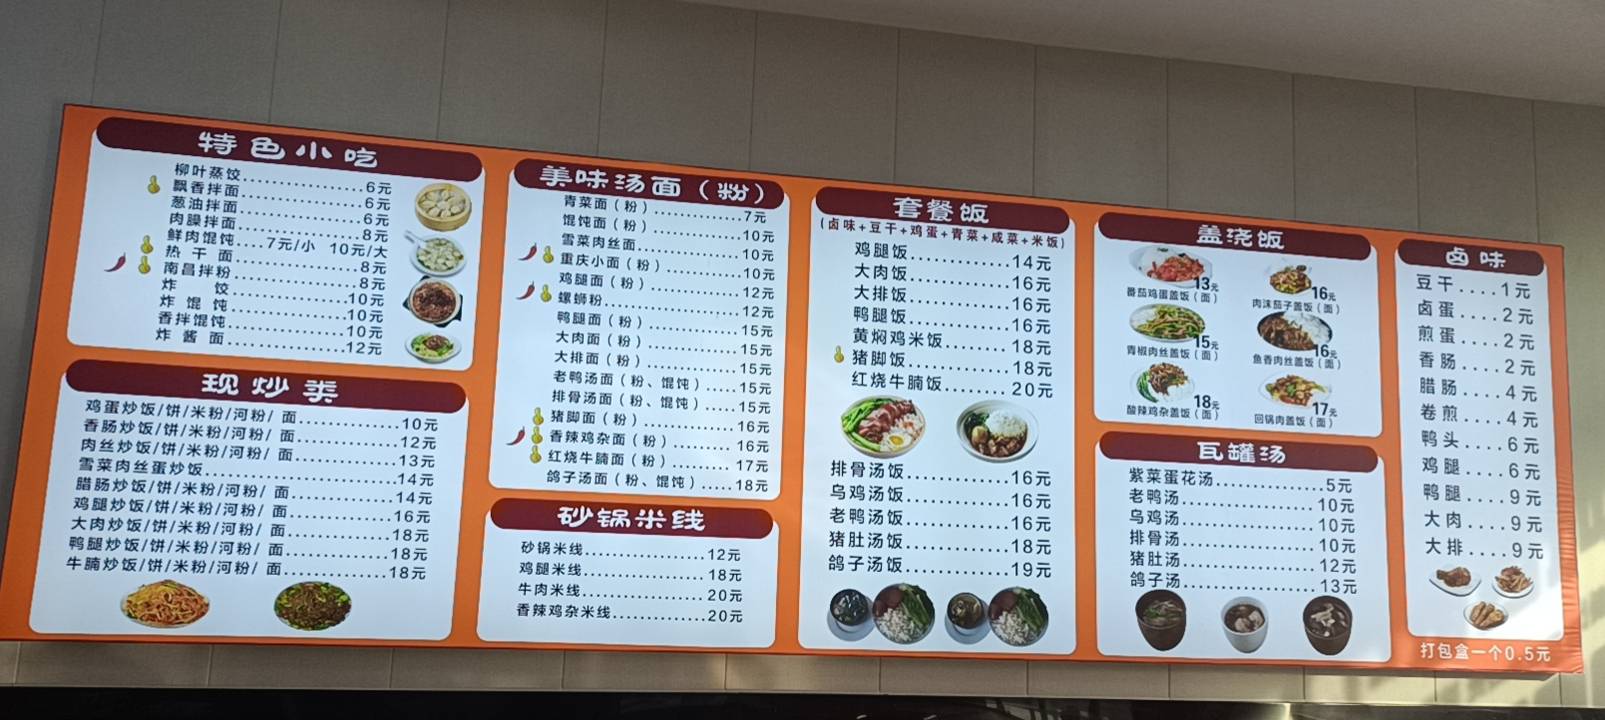 特色小吃
柳叶蒸饺..................6元
飘香拌面..................6元
葱油拌面..................6元
肉臊拌面..................8元
鲜肉馄饨....7元/小 10元/大
热干面..................8元
南昌拌粉..................8元
炸饺..................10元
炸馄饨..................10元
香拌馄饨..................10元
炸酱面..................12元
现炒类
鸡蛋炒饭/饼/米粉/河粉/面...............10元
香肠炒饭/饼/米粉/河粉/面...............12元
肉丝炒饭/饼/米粉/河粉/面...............13元
雪菜肉丝蛋炒饭...............14元
腊肠炒饭/饼/米粉/河粉/面...............14元
鸡腿炒饭/饼/米粉/河粉/面...............16元
大肉炒饭/饼/米粉/河粉/面...............18元
鸭腿炒饭/饼/米粉/河粉/面...............18元
牛腩炒饭/饼/米粉/河粉/面...............18元
美味汤面（粉）
青菜面（粉）..............7元
馄饨面（粉）..............10元
雪菜肉丝面..............10元
重庆小面（粉）..............10元
鸡腿面（粉）..............12元
螺蛳粉..............12元
鸭腿面（粉）..............15元
大肉面（粉）..............15元
大排面（粉）..............15元
老鸭汤面（粉、馄饨）.....15元
排骨汤面（粉、馄饨）.....15元
猪脚面（粉）..............16元
香辣鸡杂面（粉）.........16元
红烧牛腩面（粉）.........17元
鸽子汤面（粉、馄饨）.....18元
砂锅米线
砂锅米线..................12元
鸡腿米线..................18元
牛肉米线..................20元
香辣鸡杂米线..............20元
套餐饭
(卤味+豆干+鸡蛋+青菜+咸菜+米饭)
鸡腿饭............14元
大肉饭............16元
大排饭............16元
鸭腿饭............16元
黄焖鸡米饭........18元
猪脚饭............18元
红烧牛腩饭........20元
排骨汤饭............16元
乌鸡汤饭............16元
老鸭汤饭............16元
猪肚汤饭............18元
鸽子汤饭............19元
盖浇饭
13元
番茄鸡蛋盖饭（面）
16元
肉沫茄子盖饭（面）
15元
青椒肉丝盖饭（面）
16元
鱼香肉丝盖饭（面）
18元
酸辣鸡杂盖饭（面）
17元
回锅肉盖饭（面）
瓦罐汤
紫菜蛋花汤...............5元
老鸭汤..................10元
乌鸡汤..................10元
排骨汤..................10元
猪肚汤..................12元
鸽子汤..................13元
卤味
豆干....1元
卤蛋....2元
煎蛋....2元
香肠....2元
腊肠....4元
卷煎....4元
鸭头....6元
鸡腿....6元
鸭腿....9元
大肉....9元
大排....9元
打包盒一个0.5元